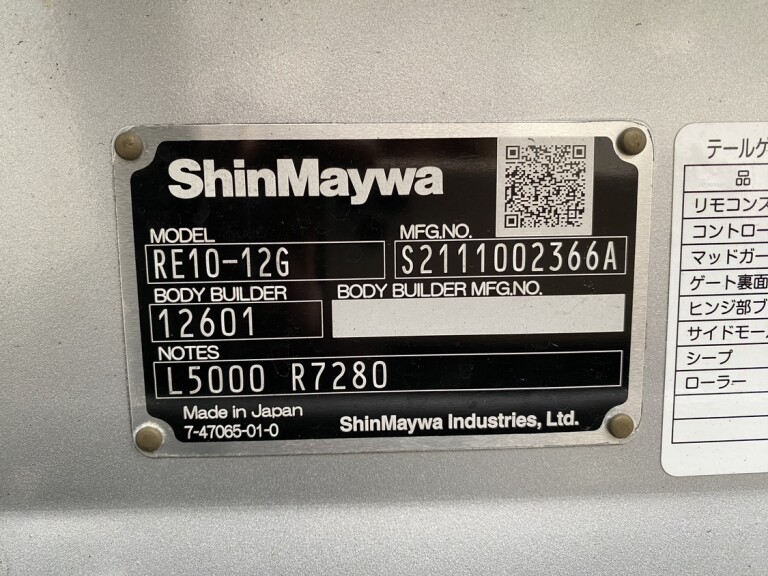 ShinMaywa
MODEL
RE10-12G
MFG.NO.
S2111002366A
BODY BUILDER
12601
BODY BUILDER MFG.NO.
NOTES
L5000 R7280
Made in Japan
7-47065-01-0
ShinMaywa Industries, Ltd.
テールゲ
品
リモコンス
コントロー
マッドガー
ゲート裏面
ヒンジ部ブ
サイドモール
シーブ
ローラー